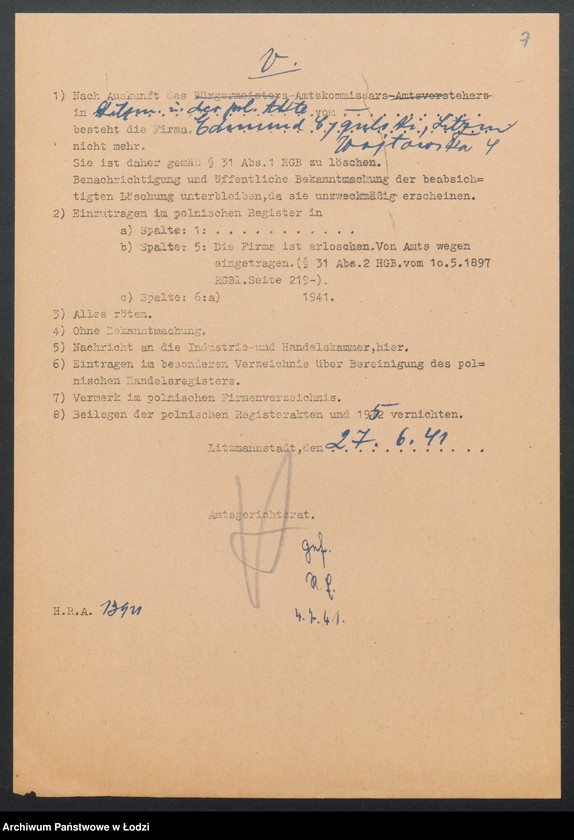 7
V.
1) Nach Auskunft des Bürgermeisters-Amtskommissars-Amtsvorstehers
in Litzm. u. der pol. Akte vom —
besteht die Firma Edmund Cygulski, Litzm
Wojtowska 4
nicht mehr.
Sie ist daher gemäß § 31 Abs.1 HGB zu löschen.
Benachrichtigung und öffentliche Bekanntmachung der beabsich=
tigten Löschung unterbleiben,da sie unzweckmäßig erscheinen.
2) Einzutragen im polnischen Register in
a) Spalte: 1: . . . . . . . . . . . .
b) Spalte: 5: Die Firma ist erloschen.Von Amts wegen
eingetragen.(§ 31 Abs.2 HGB.vom 10.5.1897
RGBl.Seite 219-).
c) Spalte: 6:a) 1941.
3) Alles röten.
4) Ohne Bekanntmachung.
5) Nachricht an die Industrie-und Handelskammer,hier.
6) Eintragen im besonderen Verzeichnis über Bereinigung des pol=
nischen Handelsregisters.
7) Vermerk im polnischen Firmenverzeichnis.
8) Beilegen der polnischen Registerakten und 1952 vernichten.
Litzmannstadt,den 27. 6. 41
Amtsgerichtsrat.
gef.
4.7.41.
H.R.A.
Archiwum Państwowe w Łodzi